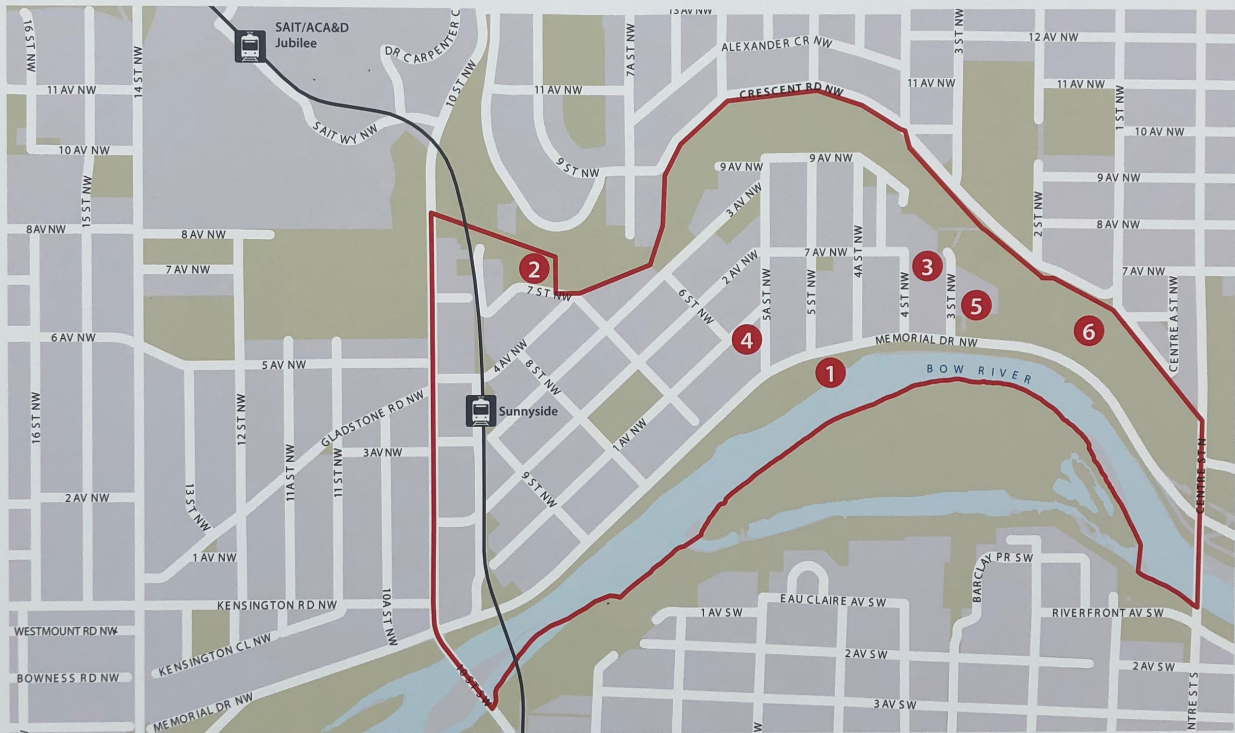 SAIT/ACA&D
Jubilee
16 ST NW
14 ST NW
DR CARPENTER C
10 ST NW
7A ST NW
13 AV NW
ALEXANDER CR NW
3 ST NW
12 AV NW
11 AV NW
11 AV NW
CRESCENT RD NW
11 AV NW
11 AV NW
1 ST NW
SAIT WY NW
10 AV NW
10 AV NW
9 ST NW
9 AV NW
9 AV NW
9 AV NW
15 ST NW
3 AV NW
2 ST NW
8 AV NW
8 AV NW
8 AV NW
4A ST NW
7 AV NW
2
7 AV NW
2 AV NW
3
7 AV NW
7 ST NW
6 ST NW
5A ST NW
5 ST NW
4 ST NW
3 ST NW
5
6 AV NW
4
MEMORIAL DR NW
6
CENTRE A ST NW
5 AV NW
4 AV NW
8 ST NW
1
BOW RIVER
16 ST NW
12 ST NW
GLADSTONE RD NW
Sunnyside
1 AV NW
3 AV NW
11A ST NW
11 ST NW
9 ST NW
CENTRE ST N
2 AV NW
13 ST NW
1 AV NW
BARCLAY PR SW
KENSINGTON RD NW
10A ST NW
1 AV SW
EAU CLAIRE AV SW
RIVERFRONT AV SW
WESTMOUNT RD NW
KENSINGTON CL NW
2 AV SW
2 AV SW
BOWNESS RD NW
10 ST SW
MEMORIAL DR NW
3 AV SW
W
NTRE ST S